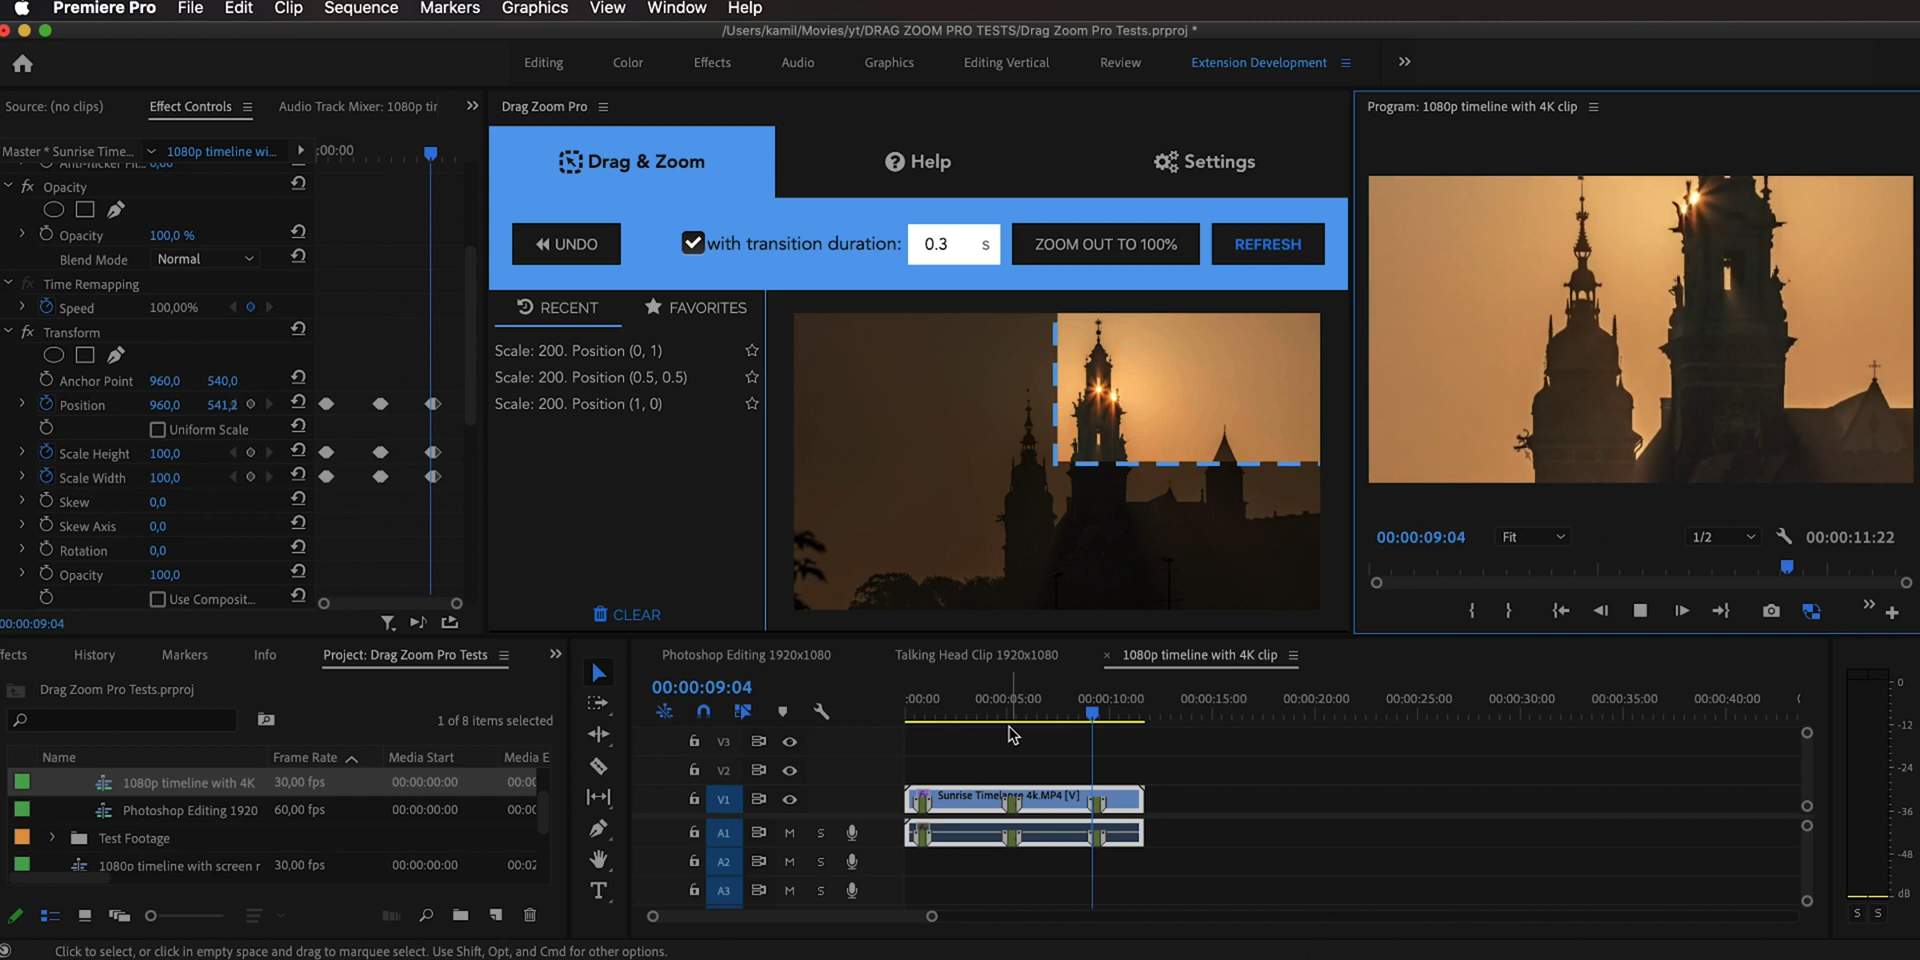 Premiere Pro File Edit Clip Sequence Markers Graphics View Window Help
/Users/kamil/Movies/yt/DRAG ZOOM PRO TESTS/Drag Zoom Pro Tests.prproj *
Editing Color Effects Audio Graphics Editing Vertical Review Extension Development
Source: (no clips) Effect Controls Audio Track Mixer: 1080p tir
Master * Sunrise Time... 1080p timeline wi... :00:00
Opacity
Opacity 100,0 %
Blend Mode Normal
Time Remapping
Speed 100,00%
Transform
Anchor Point 960,0 540,0
Position 960,0 541,2
Uniform Scale
Scale Height 100,0
Scale Width 100,0
Skew 0,0
Skew Axis 0,0
Rotation 0,0
Opacity 100,0
Use Composit...
00:00:09:04
Drag Zoom Pro
Drag & Zoom Help Settings
UNDO with transition duration: 0.3 s ZOOM OUT TO 100% REFRESH
RECENT FAVORITES
Scale: 200. Position (0, 1)
Scale: 200. Position (0.5, 0.5)
Scale: 200. Position (1, 0)
CLEAR
Program: 1080p timeline with 4K clip
00:00:09:04 Fit 1/2 00:00:11:22
ffects History Markers Info Project: Drag Zoom Pro Tests
Drag Zoom Pro Tests.prproj
1 of 8 items selected
Name Frame Rate Media Start Media E
1080p timeline with 4K 30,00 fps 00:00:00:00 00:00
Photoshop Editing 1920 60,00 fps 00:00:00:00 00:00
Test Footage
1080p timeline with screen r 30,00 fps 00:00:00:00 00:02
Photoshop Editing 1920x1080 Talking Head Clip 1920x1080 × 1080p timeline with 4K clip
00:00:09:04
:00:00 00:00:05:00 00:00:10:00 00:00:15:00 00:00:20:00 00:00:25:00 00:00:30:00 00:00:35:00 00:00:40:00
V3
V2
V1 Sunrise Timelapse 4k.MP4 [V]
A1 M S
A2 M S
A3 M S
0
-12
-24
-36
-48
dB
S S
Click to select, or click in empty space and drag to marquee select. Use Shift, Opt, and Cmd for other options.